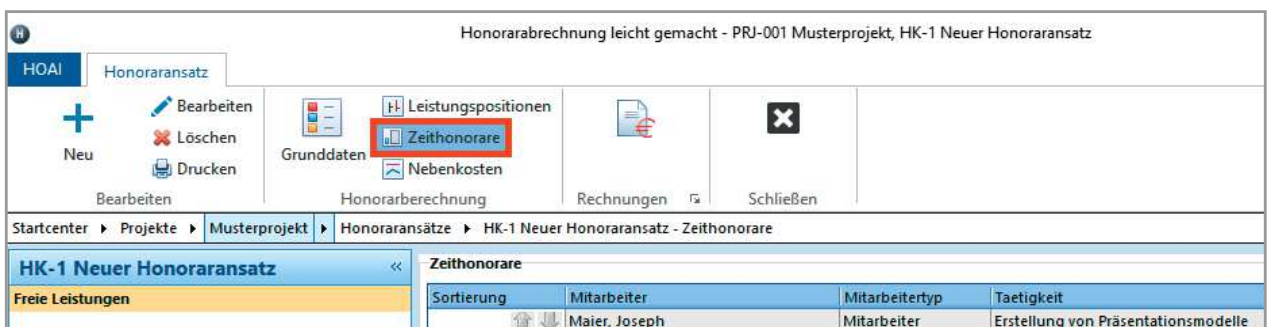 Honorarabrechnung leicht gemacht - PRJ-001 Musterprojekt, HK-1 Neuer Honoraransatz
HOAI Honoraransatz
Neu
Bearbeiten
Löschen
Drucken
Bearbeiten
Grunddaten
Leistungspositionen
Zeithonorare
Nebenkosten
Honorarberechnung
Rechnungen
Schließen
Startcenter Projekte Musterprojekt Honoraransätze HK-1 Neuer Honoraransatz - Zeithonorare
HK-1 Neuer Honoraransatz
Freie Leistungen
Zeithonorare
Sortierung Mitarbeiter Mitarbeitertyp Taetigkeit
Maier, Joseph Mitarbeiter Erstellung von Präsentationsmodelle